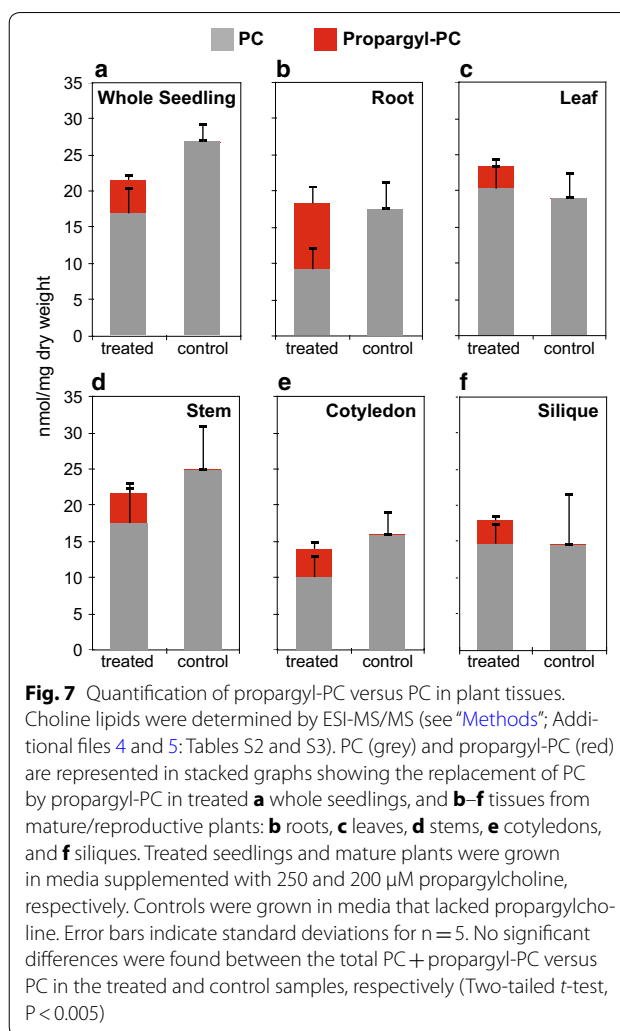 PC Propargyl-PC
a b c
Whole Seedling Root Leaf
35
30
25
20
15
10
5
0
treated control treated control treated control
nmol/mg dry weight
d e f
Stem Cotyledon Silique
35
30
25
20
15
10
5
0
treated control treated control treated control
Fig. 7 Quantification of propargyl-PC versus PC in plant tissues.
Choline lipids were determined by ESI-MS/MS (see “Methods”; Addi-
tional files 4 and 5: Tables S2 and S3). PC (grey) and propargyl-PC (red)
are represented in stacked graphs showing the replacement of PC
by propargyl-PC in treated a whole seedlings, and b–f tissues from
mature/reproductive plants: b roots, c leaves, d stems, e cotyledons,
and f siliques. Treated seedlings and mature plants were grown
in media supplemented with 250 and 200 µM propargylcholine,
respectively. Controls were grown in media that lacked propargylcho-
line. Error bars indicate standard deviations for n = 5. No significant
differences were found between the total PC + propargyl-PC versus
PC in the treated and control samples, respectively (Two-tailed t-test,
P < 0.005)